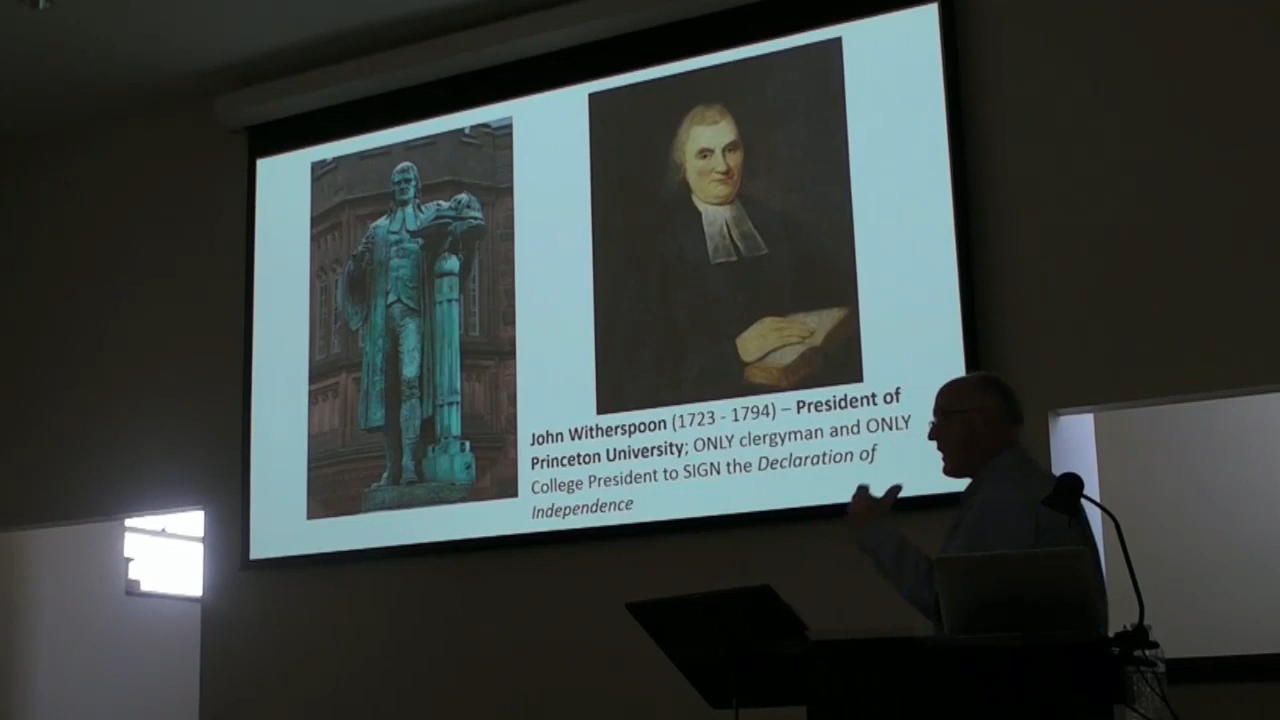 John Witherspoon (1723 - 1794) – President of
Princeton University; ONLY clergyman and ONLY
College President to SIGN the Declaration of
Independence